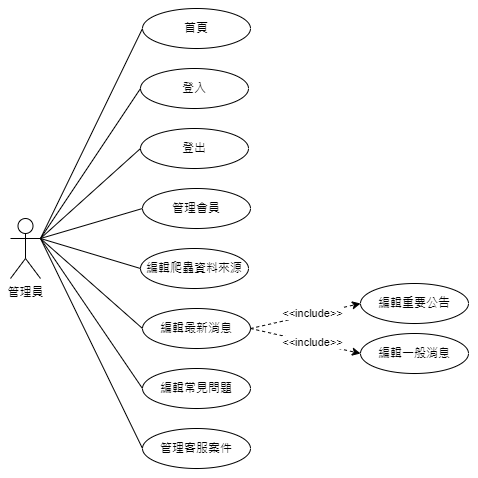 首頁
登入
登出
管理會員
管理員
編輯爬蟲資料來源
編輯最新消息
<<include>>
編輯重要公告
<<include>>
編輯一般消息
編輯常見問題
管理客服案件